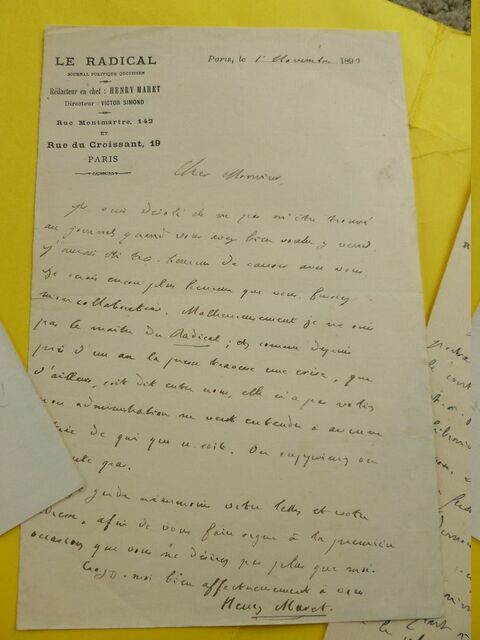 LE RADICAL
JOURNAL POLITIQUE QUOTIDIEN
Rédacteur en chef : HENRY MARET
Directeur : VICTOR SIMOND
Rue Montmartre, 142
ET
Rue du Croissant, 19
PARIS
Paris, le 1er Novembre 189
Cher Monsieur,
Je suis désolé de ne pas m'être trouvé
au journal quand vous avez bien voulu y venir
j'aurais été très heureux de causer avec vous.
Je serais encore plus heureux que vous fussiez
mon collaborateur. Malheureusement je ne suis
pas le maître du Radical ; et comme depuis
près d'un an la presse traverse une crise, que
d'ailleurs, soit dit entre nous, elle n'a pas volée
mon administration ne veut entendre à aucune
de qui que ce soit. On supprime ou
pas.
garde néanmoins votre lettre et votre
adresse, afin de vous faire signe à la première
occasion que vous ne désirez pas plus que moi.
Croyez-moi bien affectueusement à vous
Henry Maret